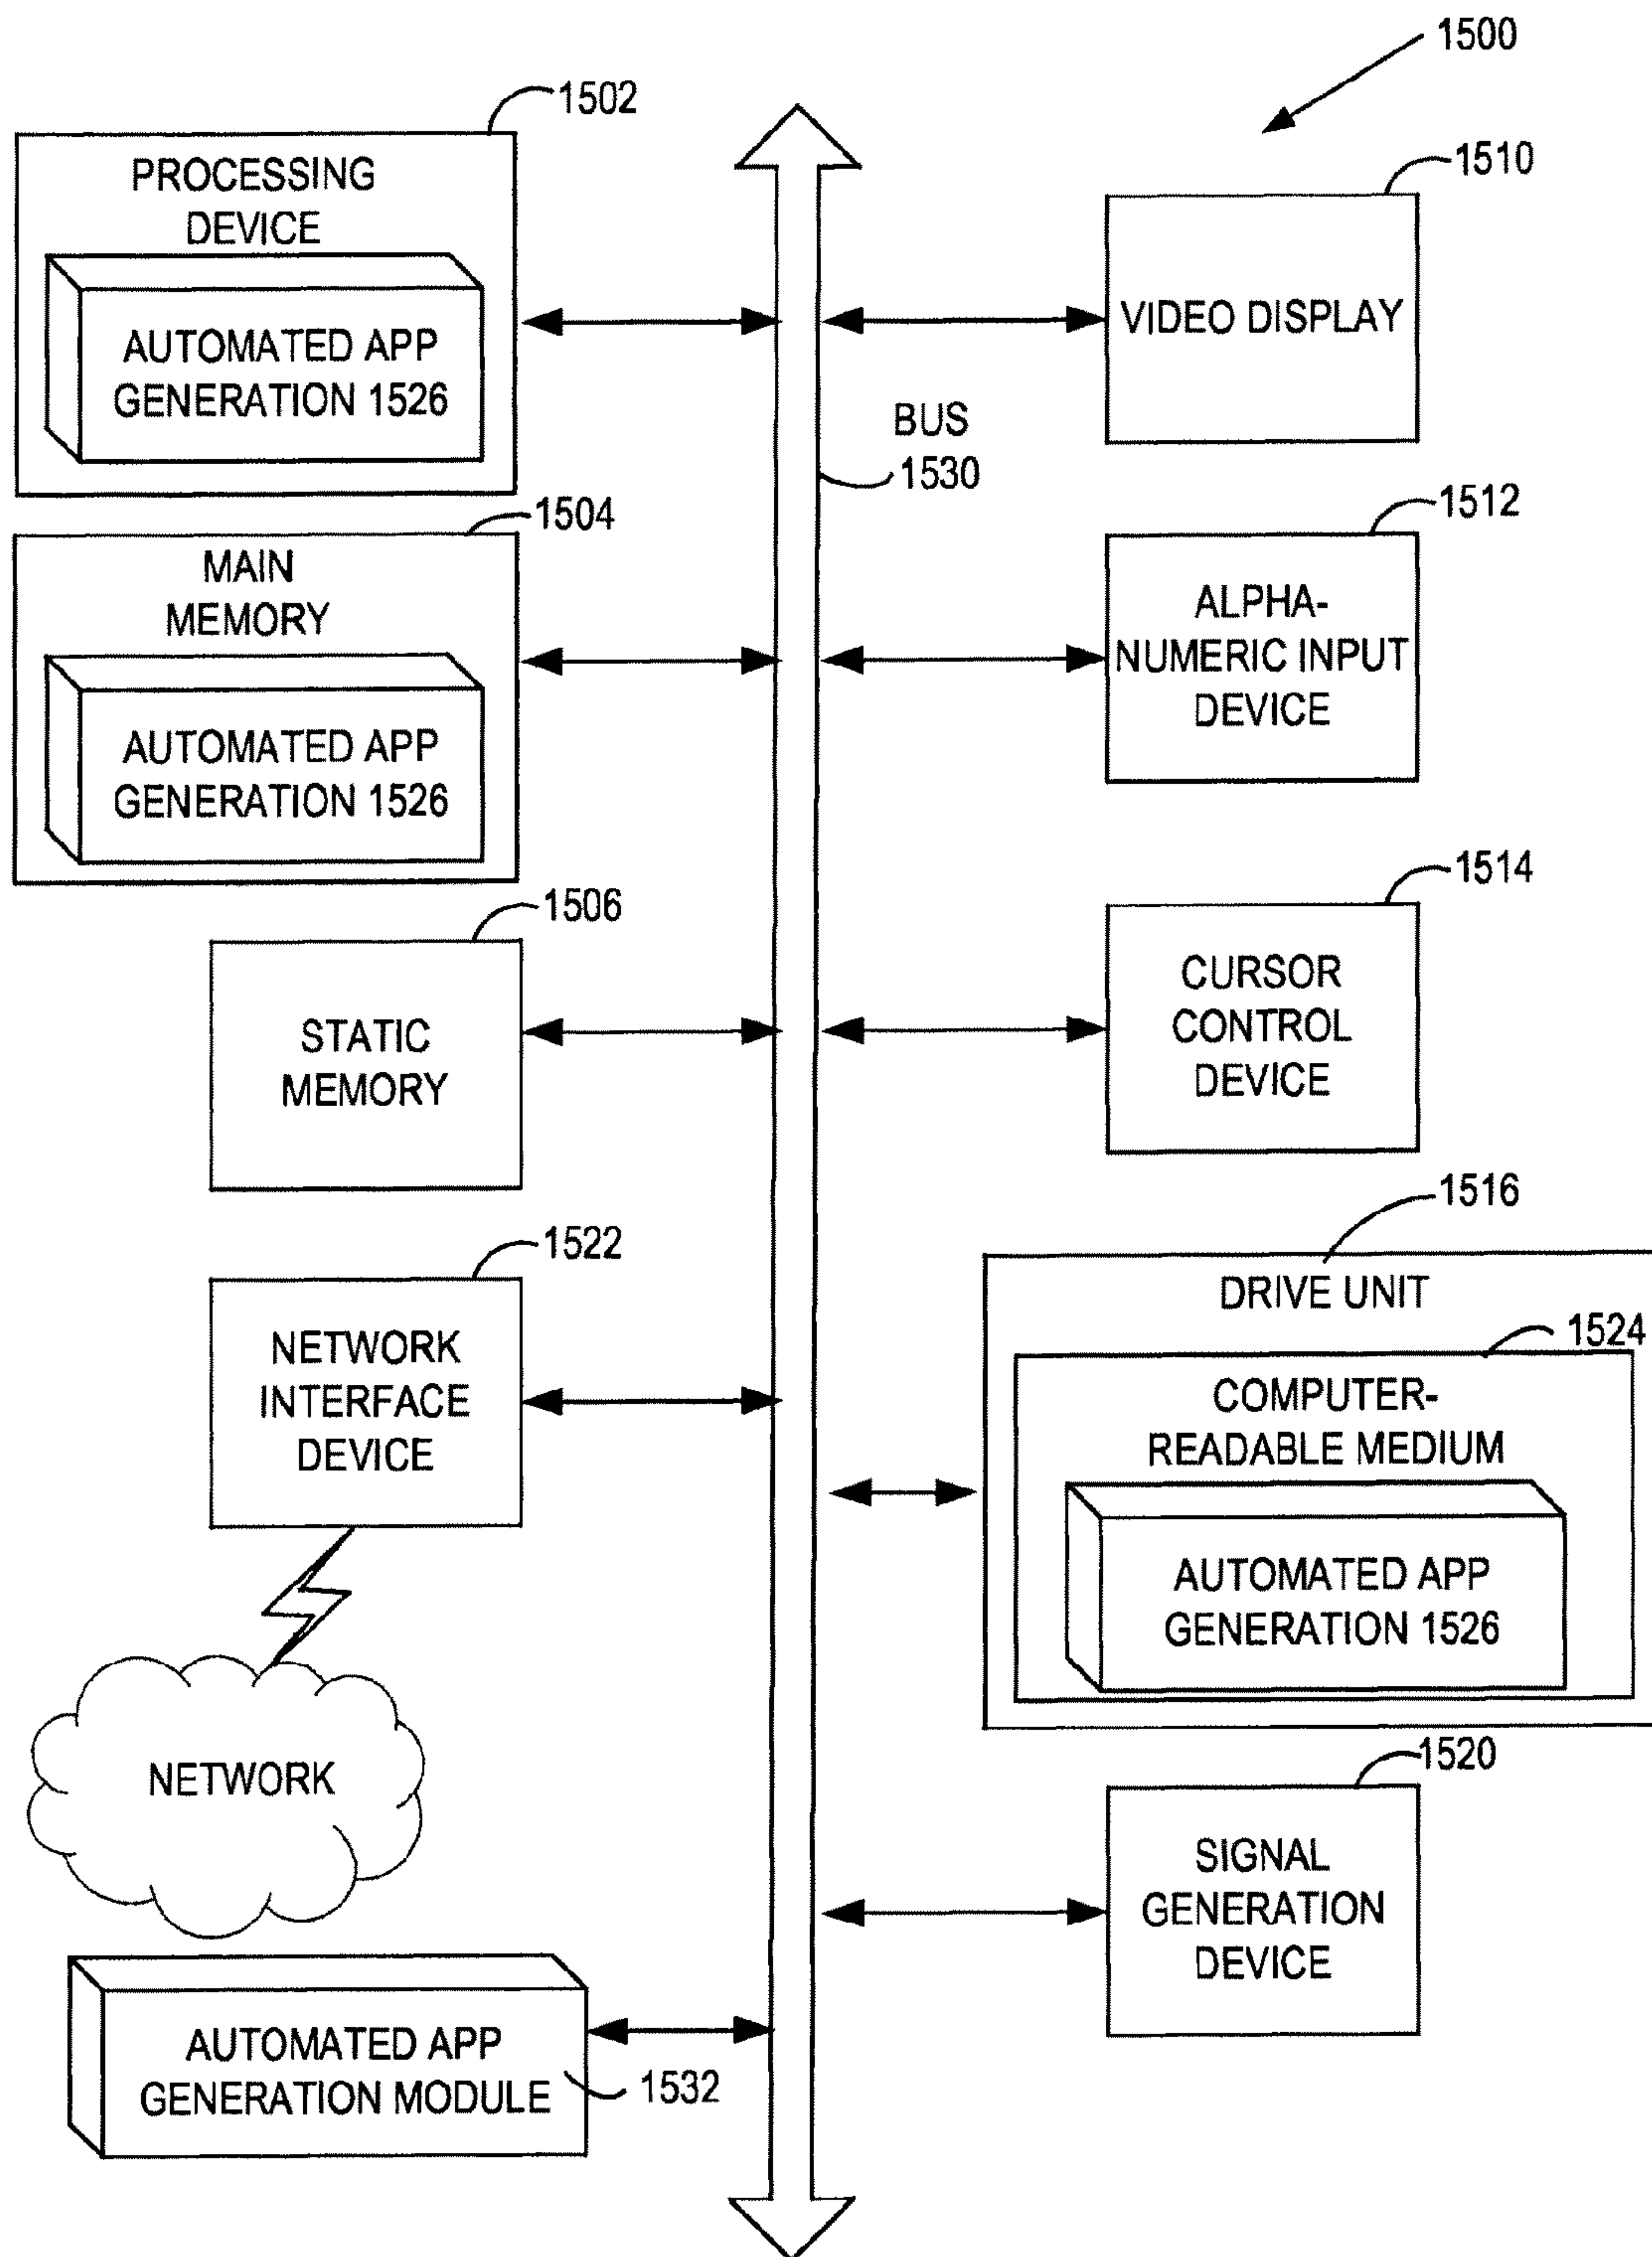 1500
1502
PROCESSING
DEVICE
AUTOMATED APP
GENERATION 1526
1510
VIDEO DISPLAY
BUS
1530
1504
MAIN
MEMORY
AUTOMATED APP
GENERATION 1526
1512
ALPHA-
NUMERIC INPUT
DEVICE
1506
STATIC
MEMORY
1514
CURSOR
CONTROL
DEVICE
1522
NETWORK
INTERFACE
DEVICE
1516
DRIVE UNIT
1524
COMPUTER-
READABLE MEDIUM
AUTOMATED APP
GENERATION 1526
NETWORK
1520
SIGNAL
GENERATION
DEVICE
AUTOMATED APP
GENERATION MODULE
1532